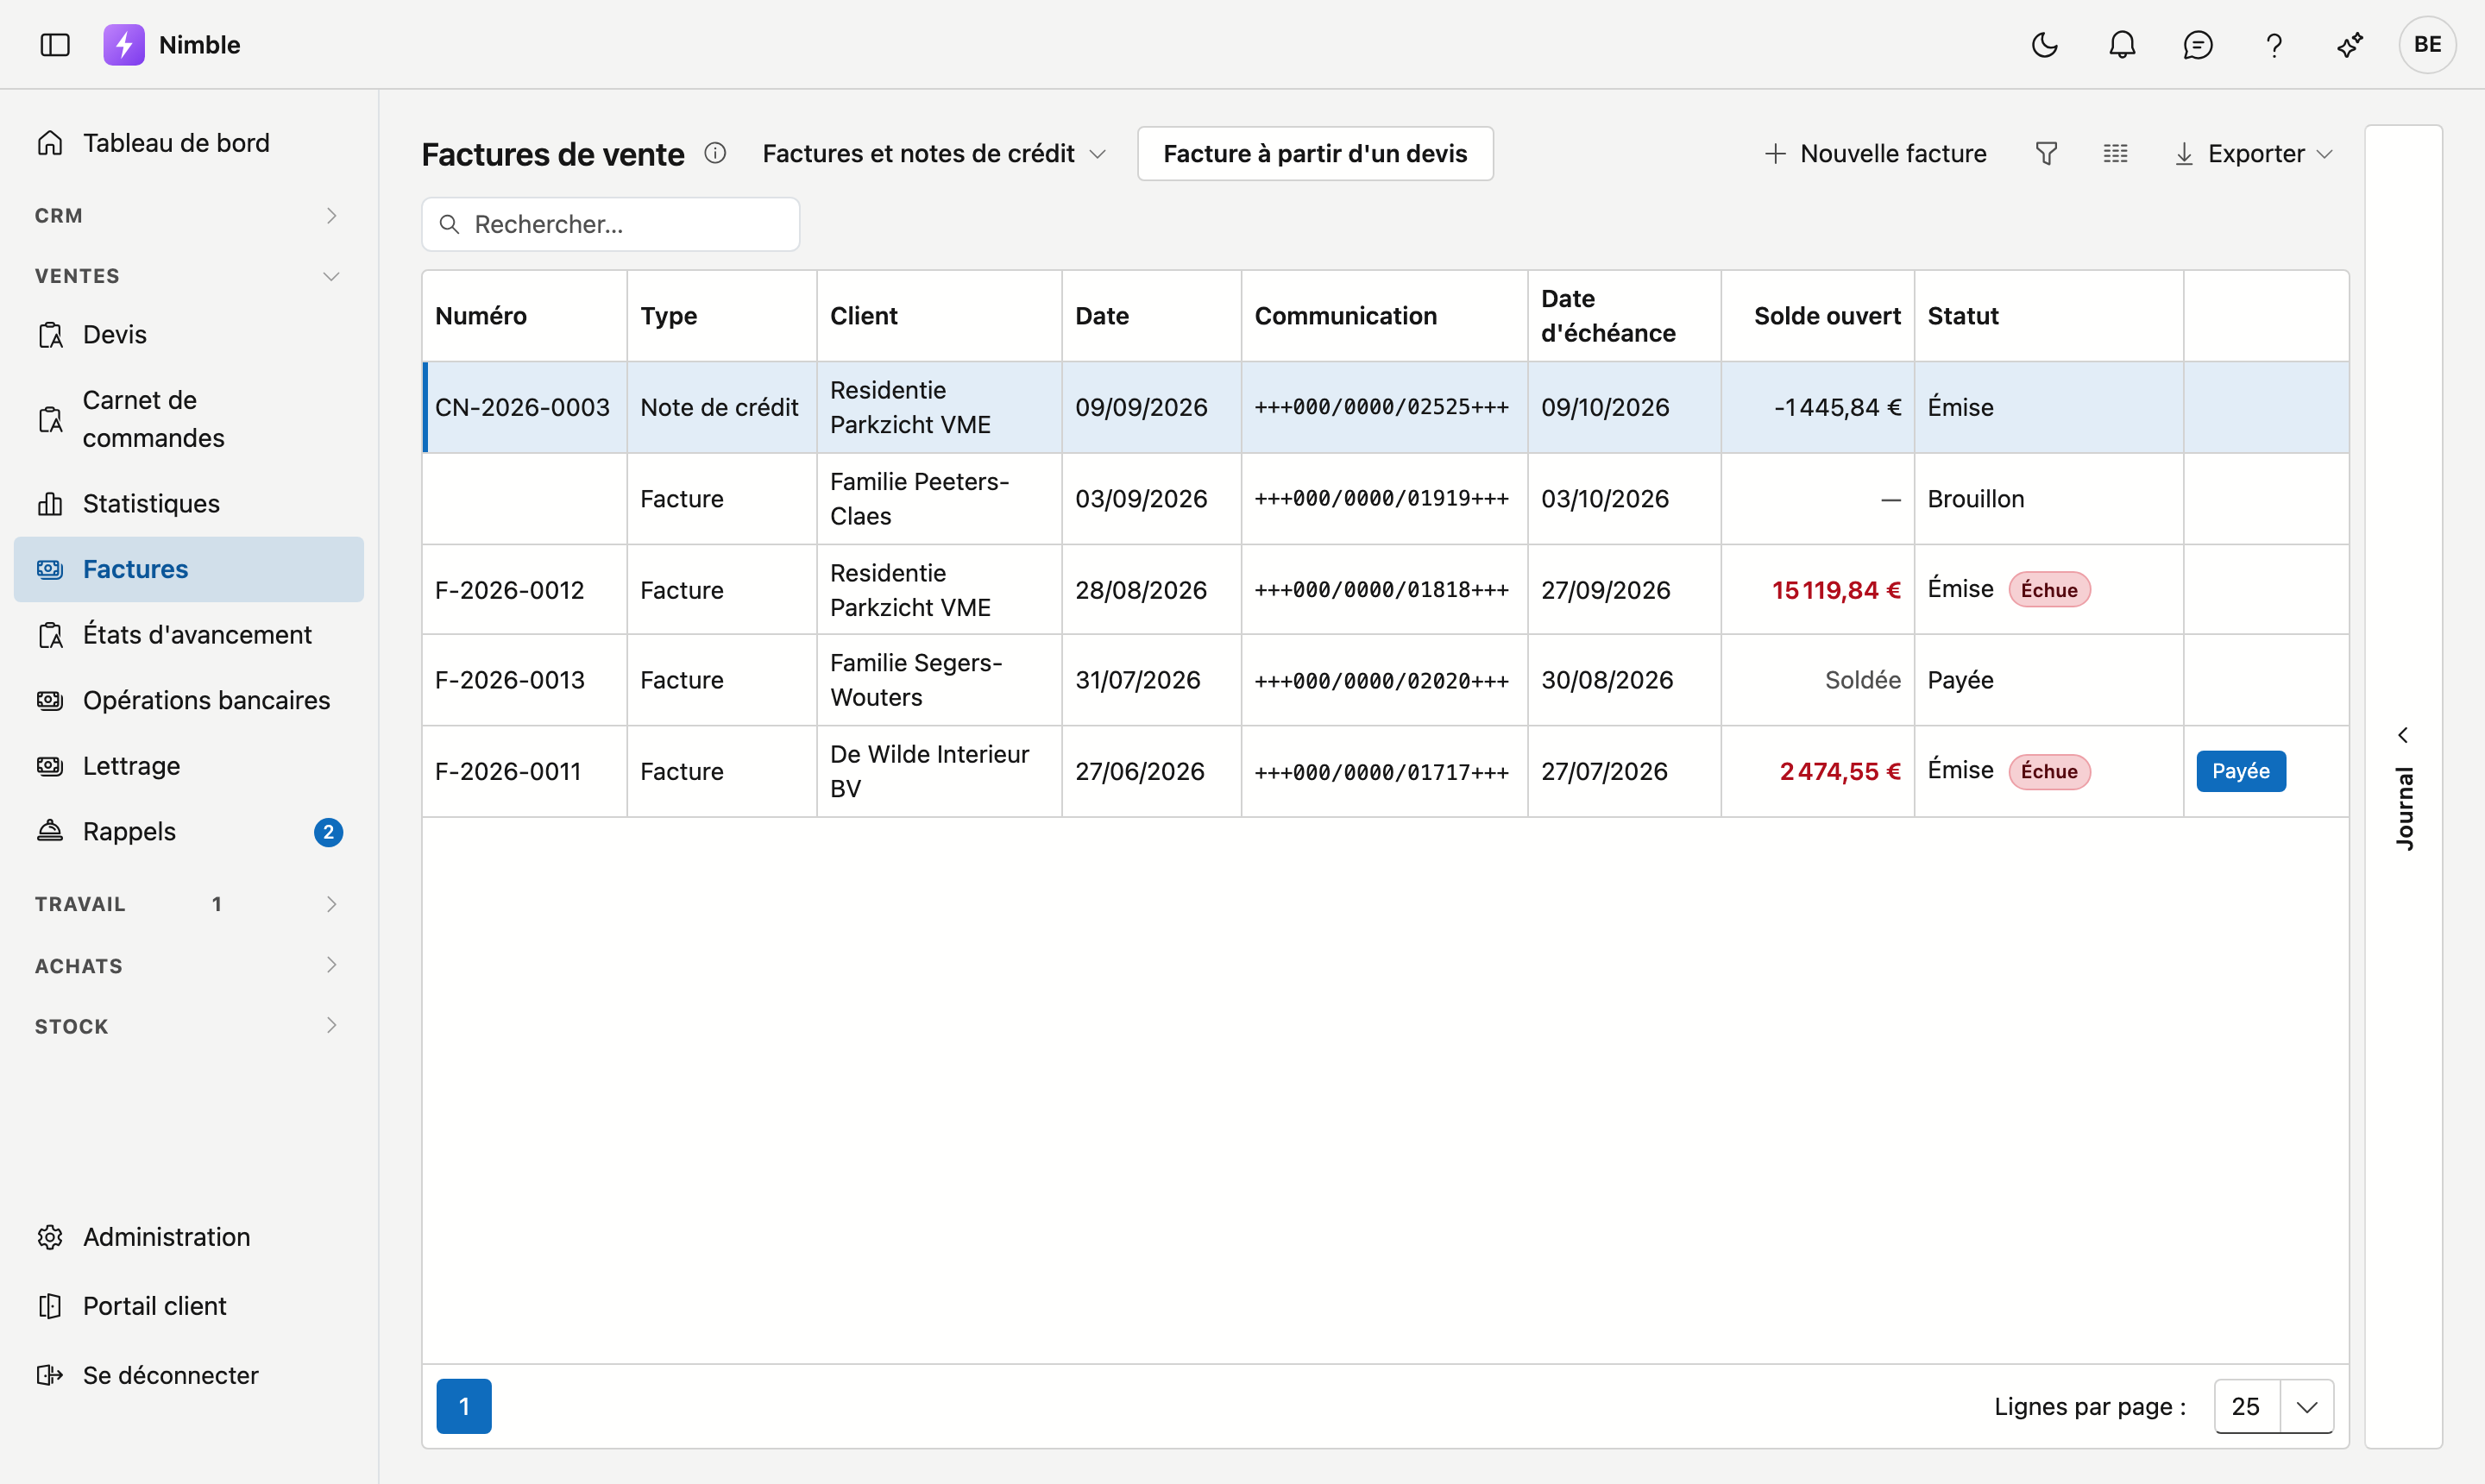 Nimble
BE
Tableau de bord
CRM
VENTES
Devis
Carnet de
commandes
Statistiques
Factures
États d'avancement
Opérations bancaires
Lettrage
Rappels 2
TRAVAIL 1
ACHATS
STOCK
Administration
Portail client
Se déconnecter
Factures de vente Factures et notes de crédit Facture à partir d'un devis Nouvelle facture Exporter
Rechercher...
Numéro Type Client Date Communication Date d'échéance Solde ouvert Statut
CN-2026-0003 Note de crédit Residentie Parkzicht VME 09/09/2026 +++000/0000/02525+++ 09/10/2026 -1 445,84 € Émise
Facture Familie Peeters-Claes 03/09/2026 +++000/0000/01919+++ 03/10/2026 — Brouillon
F-2026-0012 Facture Residentie Parkzicht VME 28/08/2026 +++000/0000/01818+++ 27/09/2026 15 119,84 € Émise Échue
F-2026-0013 Facture Familie Segers-Wouters 31/07/2026 +++000/0000/02020+++ 30/08/2026 Soldée Payée
F-2026-0011 Facture De Wilde Interieur BV 27/06/2026 +++000/0000/01717+++ 27/07/2026 2 474,55 € Émise Échue Payée
1 Lignes par page : 25
Journal